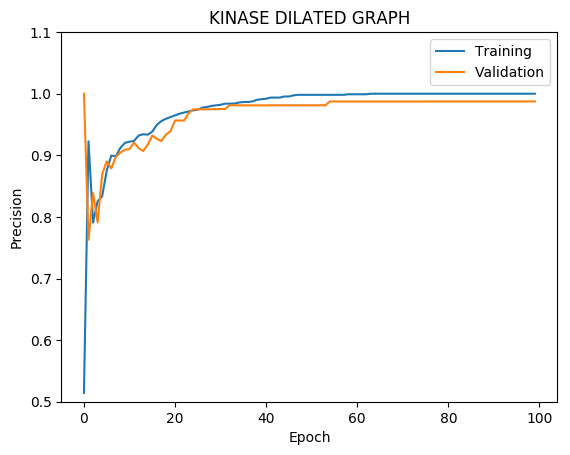 KINASE DILATED GRAPH
1.1
1.0
0.9
0.8
0.7
0.6
0.5
Precision
Training
Validation
0
20
40
60
80
100
Epoch